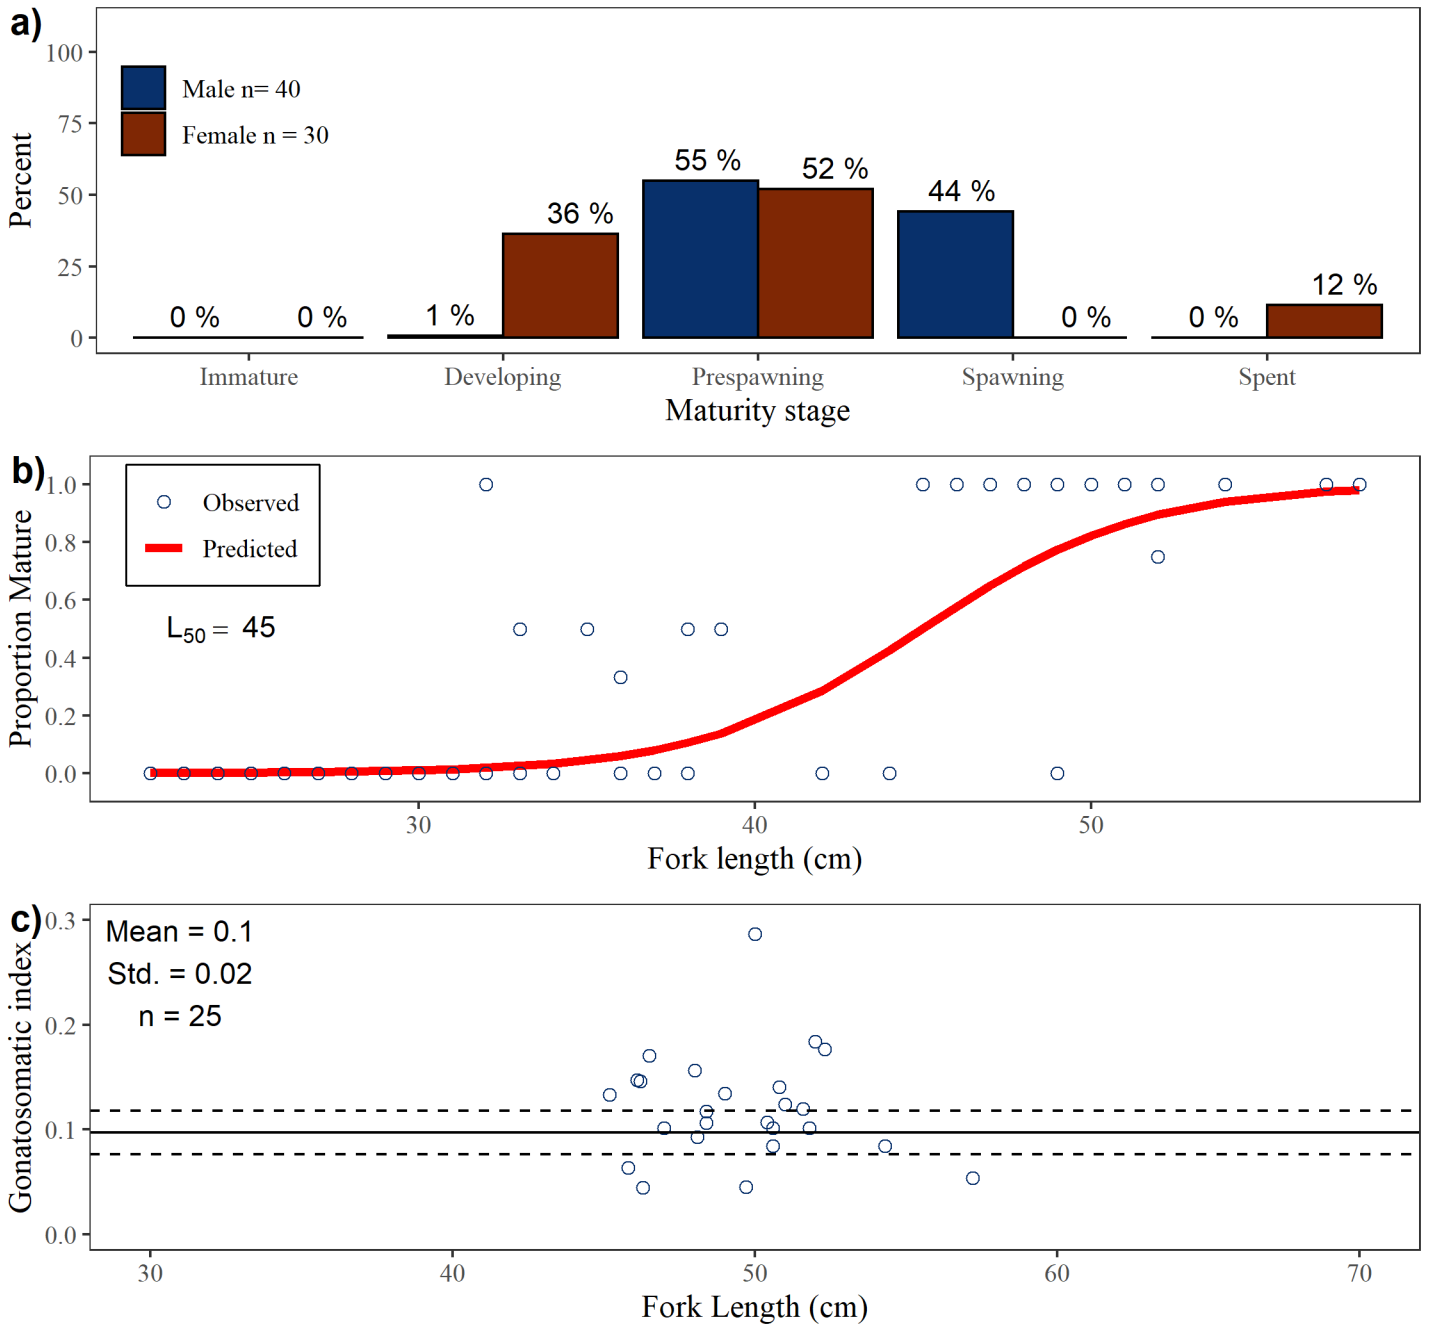 a)
100
75
50
25
0
Percent
Male n= 40
Female n = 30
0 %
0 %
1 %
36 %
55 %
52 %
44 %
0 %
0 %
12 %
Immature
Developing
Prespawning
Spawning
Spent
Maturity stage
b)
1.0
0.8
0.6
0.4
0.2
0.0
Proportion Mature
Observed
Predicted
L50 = 45
30
40
50
Fork length (cm)
c)
0.3
0.2
0.1
0.0
Gonatosomatic index
Mean = 0.1
Std. = 0.02
n = 25
30
40
50
60
70
Fork Length (cm)